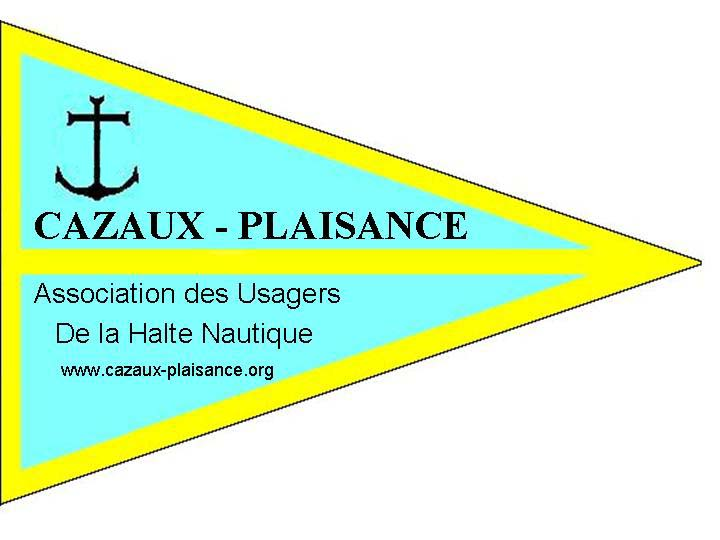 CAZAUX - PLAISANCE
Association des Usagers
De la Halte Nautique
www.cazaux-plaisance.org